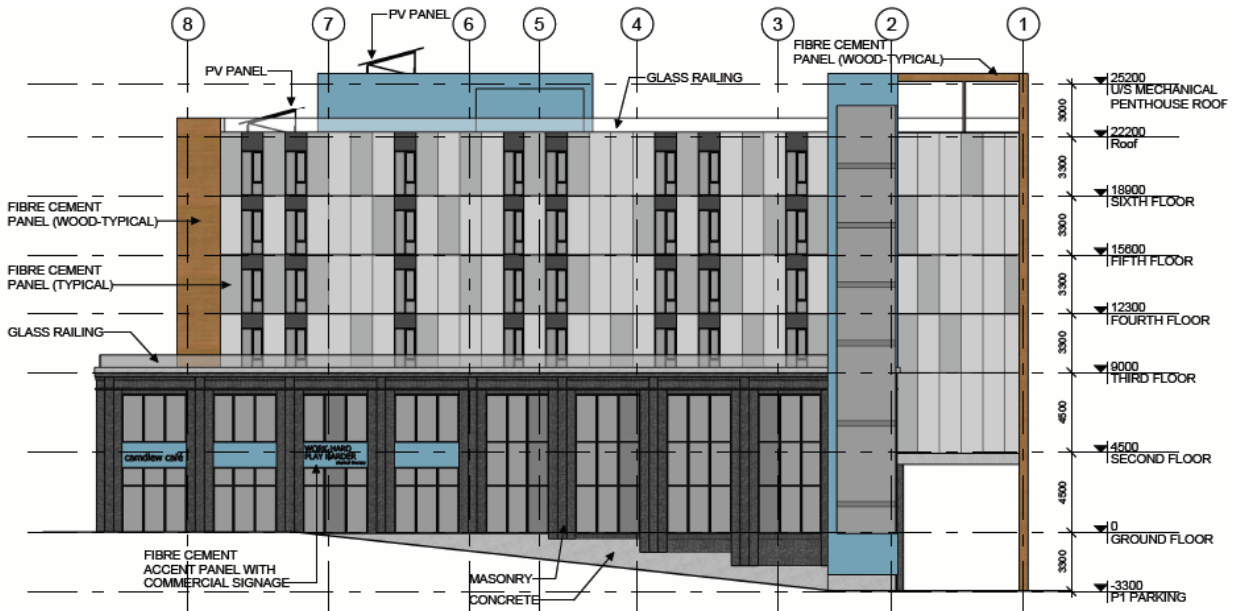 PV PANEL
8
7
6
5
4
3
2
1
FIBRE CEMENT
PANEL (WOOD-TYPICAL)
PV PANEL
GLASS RAILING
25200
U/S MECHANICAL
PENTHOUSE ROOF
3000
22200
Roof
3300
18900
SIXTH FLOOR
FIBRE CEMENT
PANEL (WOOD-TYPICAL)
3300
15600
FIFTH FLOOR
FIBRE CEMENT
PANEL (TYPICAL)
3300
12300
FOURTH FLOOR
GLASS RAILING
3300
9000
THIRD FLOOR
4500
camdlew café
WORK HARD
PLAY HARDER
4500
SECOND FLOOR
4500
0
GROUND FLOOR
FIBRE CEMENT
ACCENT PANEL WITH
COMMERCIAL SIGNAGE
MASONRY
CONCRETE
3300
-3300
P1 PARKING